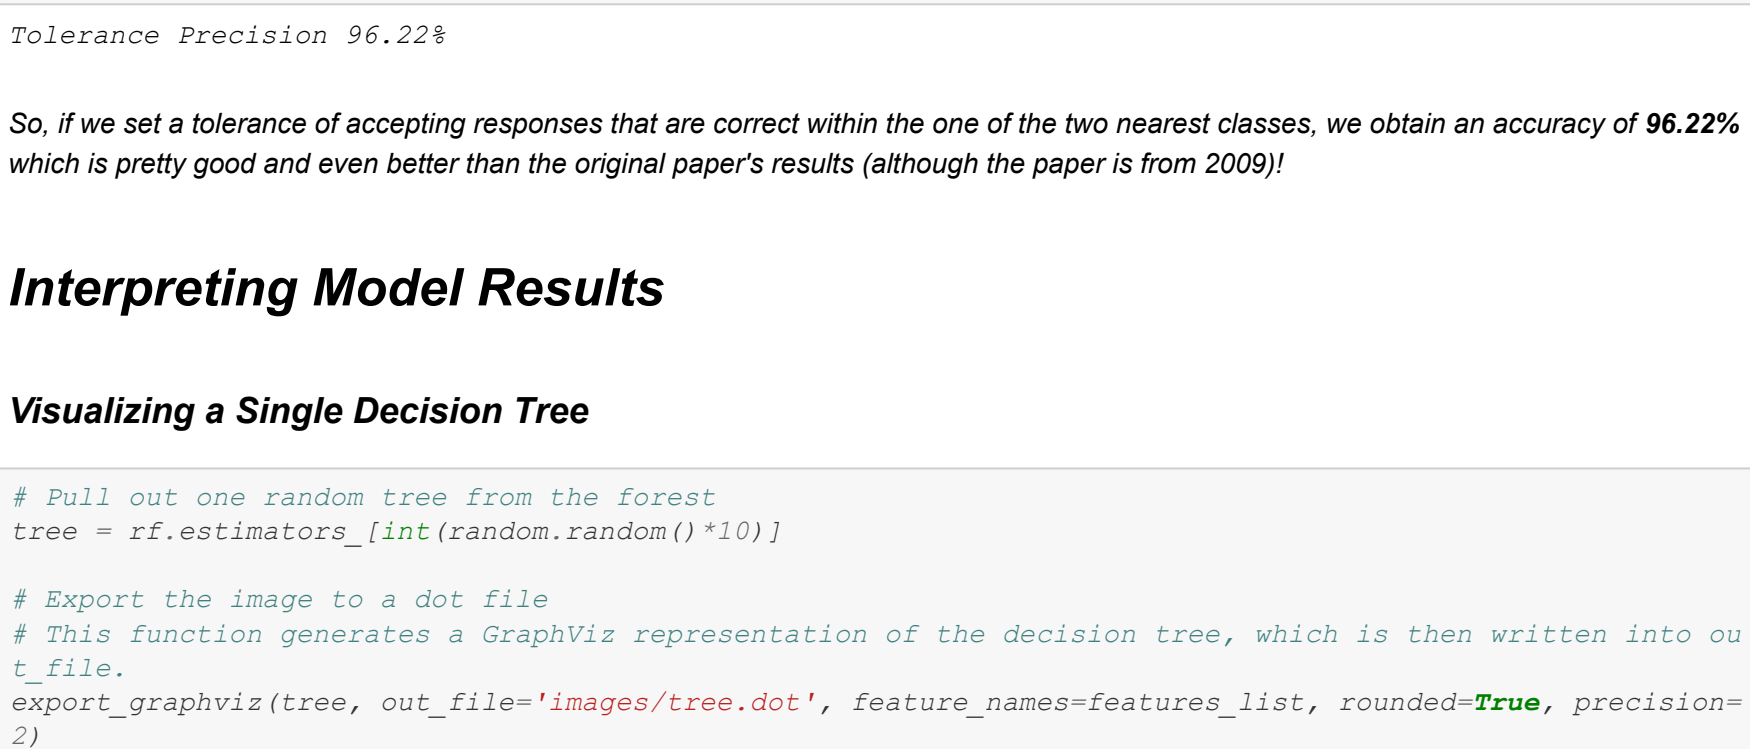 Tolerance Precision 96.22%
So, if we set a tolerance of accepting responses that are correct within the one of the two nearest classes, we obtain an accuracy of 96.22%
which is pretty good and even better than the original paper's results (although the paper is from 2009)!
Interpreting Model Results
Visualizing a Single Decision Tree
# Pull out one random tree from the forest
tree = rf.estimators_[int(random.random()*10)]
# Export the image to a dot file
# This function generates a GraphViz representation of the decision tree, which is then written into ou
t_file.
export_graphviz(tree, out_file='images/tree.dot', feature_names=features_list, rounded=True, precision=
2)